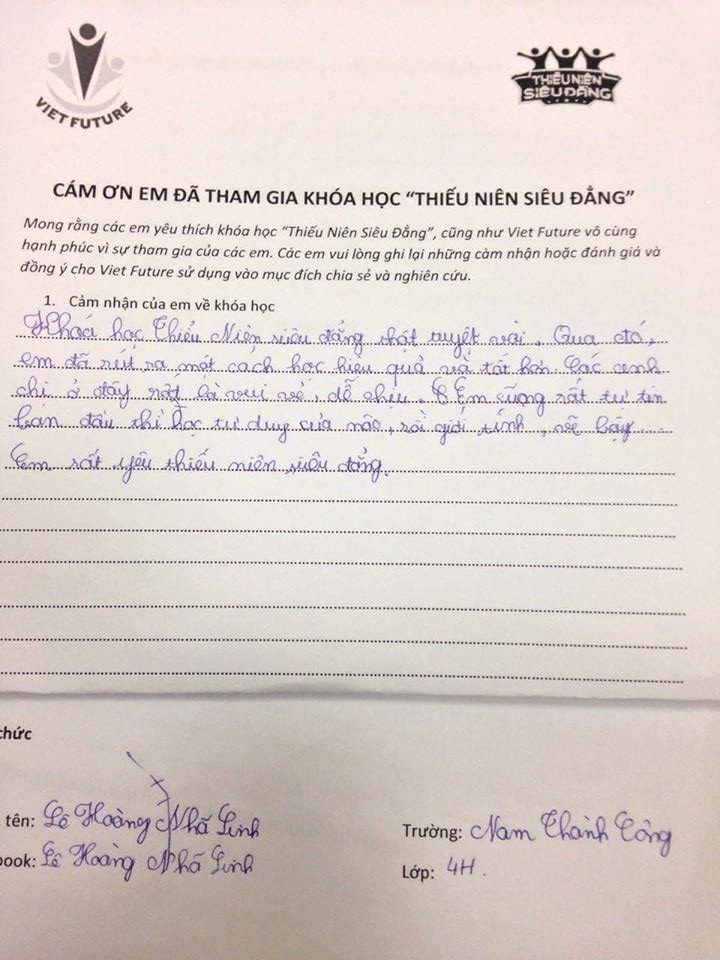 VIET FUTURE
THIẾU NIÊN
SIÊU ĐẲNG
CÁM ƠN EM ĐÃ THAM GIA KHÓA HỌC “THIẾU NIÊN SIÊU ĐẲNG”
Mong rằng các em yêu thích khóa học “Thiếu Niên Siêu Đẳng”, cũng như Viet Future vô cùng
hạnh phúc vì sự tham gia của các em. Các em vui lòng ghi lại những cảm nhận hoặc đánh giá và
đồng ý cho Viet Future sử dụng vào mục đích chia sẻ và nghiên cứu.
1. Cảm nhận của em về khóa học
Khoá học Thiếu Niên siêu đẳng thật tuyệt vời. Qua đó,
em đã rút ra một cách học hiệu quả và tốt hơn. Các anh
chị ở đây rất là vui vẻ, dễ chịu. Em cũng rất tự tin
ban đầu thì học tư duy của não, rồi giới tính, vẽ bậy
Em rất yêu thiếu niên siêu đẳng.
chức
tên: Lê Hoàng Nhã Linh
Trường: Nam Thành Công
book: Lê Hoàng Nhã Linh
Lớp: 4H.